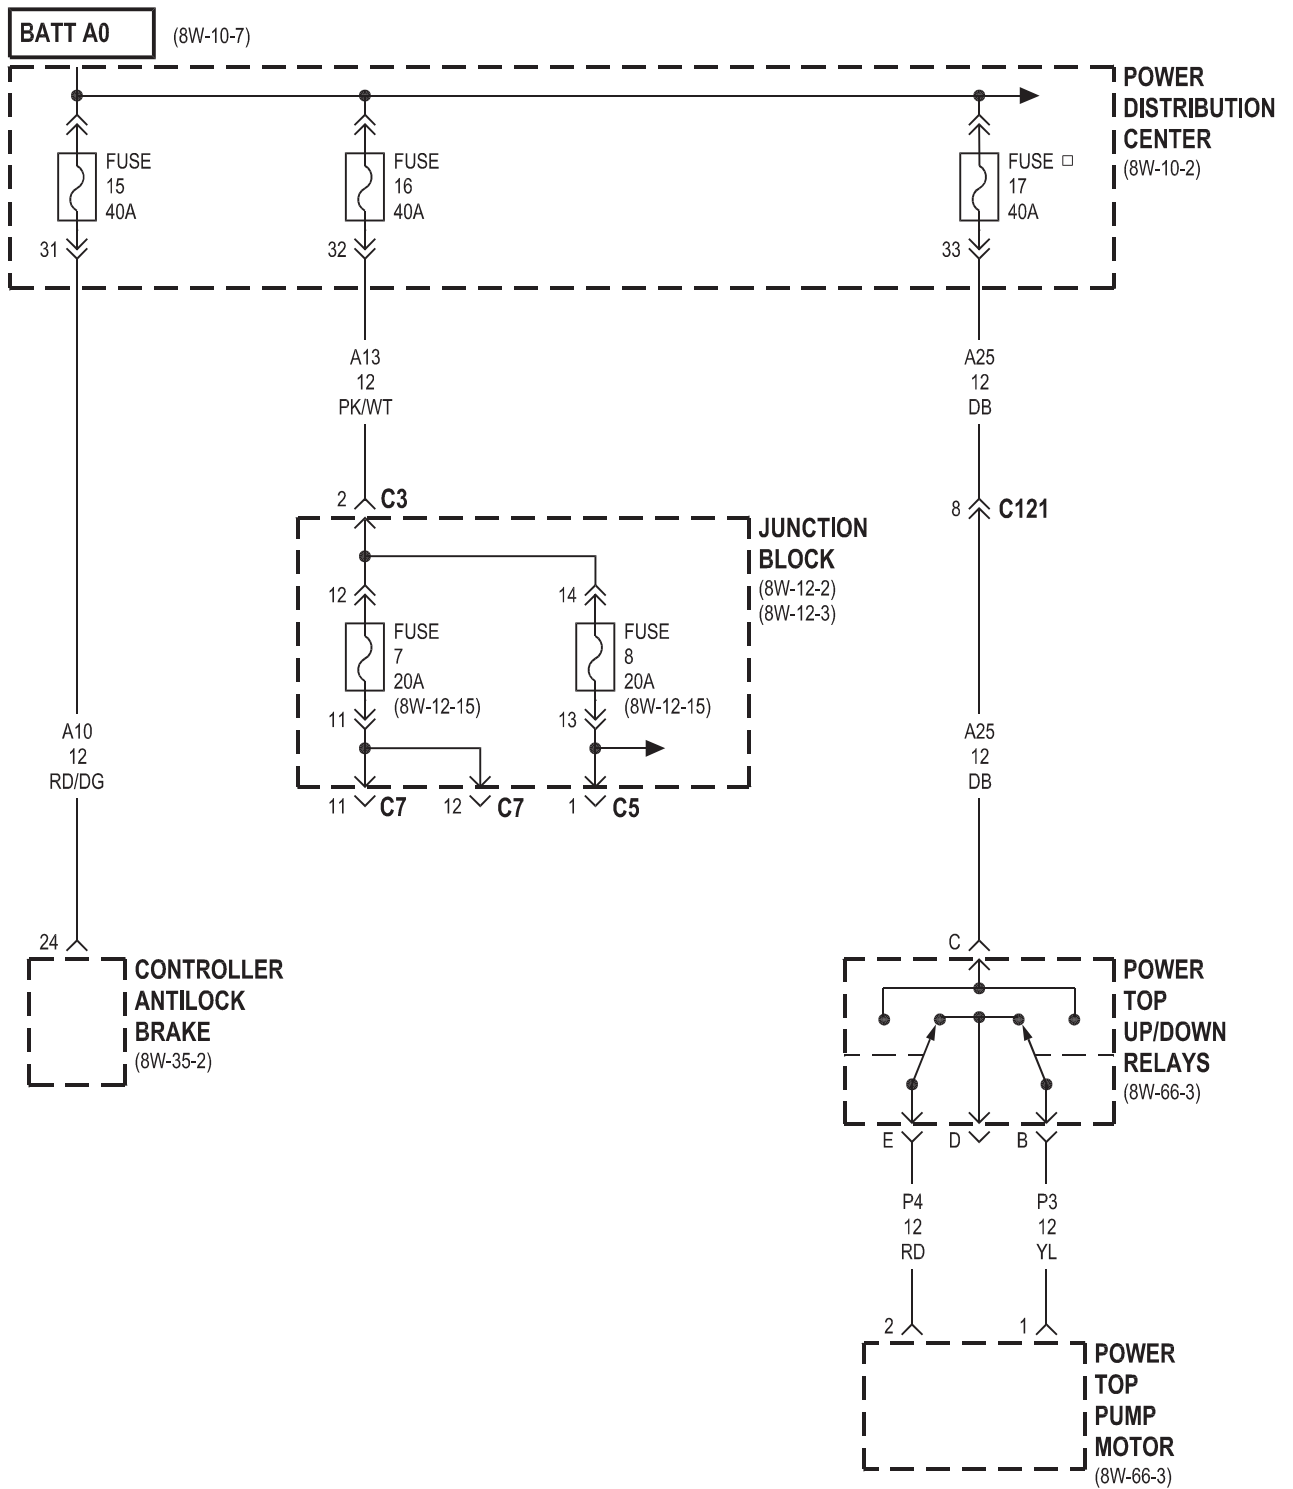 BATT A0
(8W-10-7)
POWER
DISTRIBUTION
CENTER
(8W-10-2)
FUSE
15
40A
31
FUSE
16
40A
32
FUSE □
17
40A
33
A13
12
PK/WT
A25
12
DB
2
C3
8
C121
JUNCTION
BLOCK
(8W-12-2)
(8W-12-3)
12
FUSE
7
20A
(8W-12-15)
11
14
FUSE
8
20A
(8W-12-15)
13
11
C7
12
C7
1
C5
A10
12
RD/DG
A25
12
DB
24
CONTROLLER
ANTILOCK
BRAKE
(8W-35-2)
C
POWER
TOP
UP/DOWN
RELAYS
(8W-66-3)
E
D
B
P4
12
RD
P3
12
YL
2
1
POWER
TOP
PUMP
MOTOR
(8W-66-3)